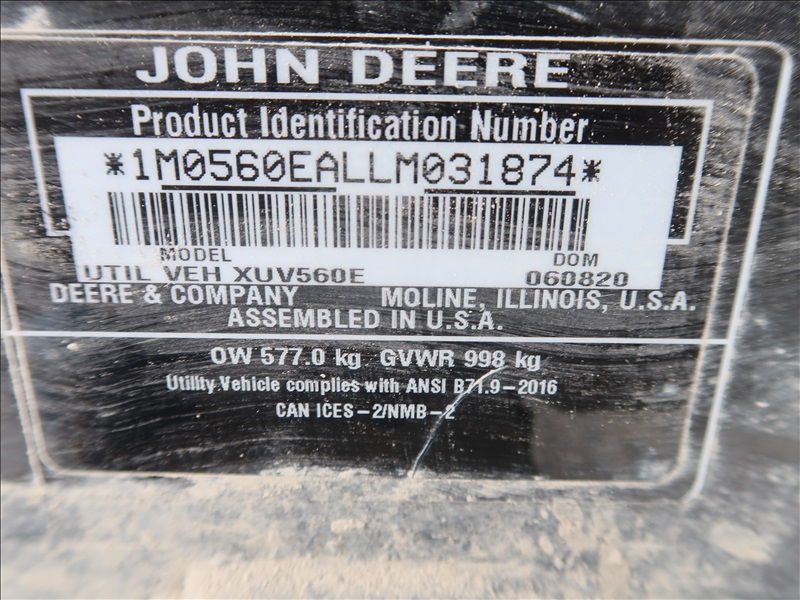 JOHN DEERE
Product Identification Number
*1M0560EALLM031874*
MODEL DOM
UTIL VEH XUV560E 060820
DEERE & COMPANY MOLINE, ILLINOIS, U.S.A.
ASSEMBLED IN U.S.A.
OW 577.0 kg GVWR 998 kg
Utility Vehicle complies with ANSI B71.9-2016
CAN ICES-2/NMB-2